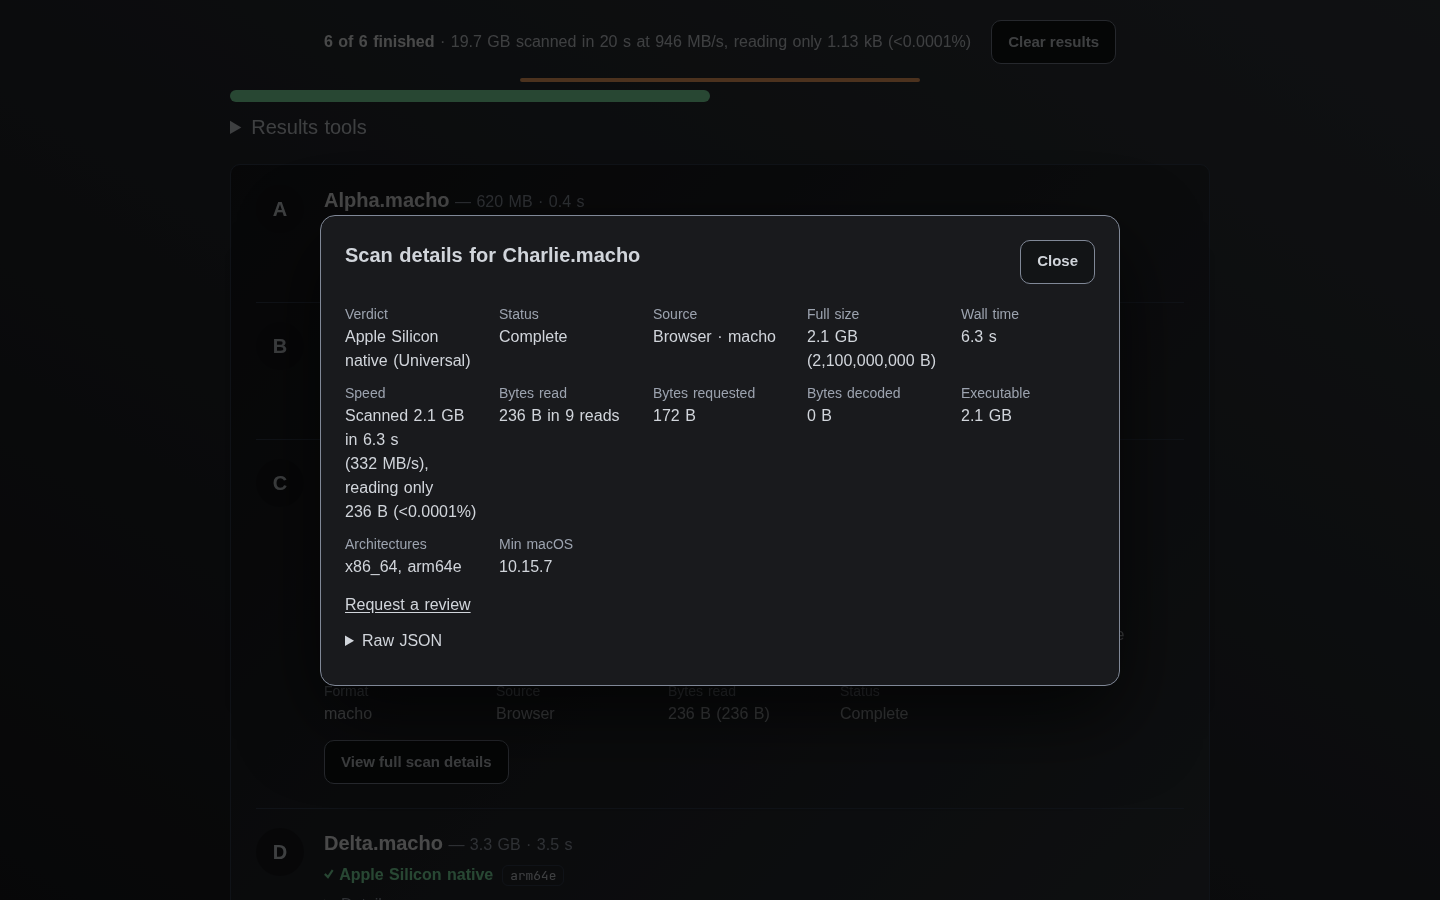 6 of 6 finished · 19.7 GB scanned in 20 s at 946 MB/s, reading only 1.13 kB (<0.0001%)
Clear results
Results tools
A
Alpha.macho — 620 MB · 0.4 s
B
C
Scan details for Charlie.macho
Close
Verdict
Apple Silicon
native (Universal)
Status
Complete
Source
Browser · macho
Full size
2.1 GB
(2,100,000,000 B)
Wall time
6.3 s
Speed
Scanned 2.1 GB
in 6.3 s
(332 MB/s),
reading only
236 B (<0.0001%)
Bytes read
236 B in 9 reads
Bytes requested
172 B
Bytes decoded
0 B
Executable
2.1 GB
Architectures
x86_64, arm64e
Min macOS
10.15.7
Request a review
Raw JSON
Format
macho
Source
Browser
Bytes read
236 B (236 B)
Status
Complete
View full scan details
D
Delta.macho — 3.3 GB · 3.5 s
Apple Silicon native arm64e